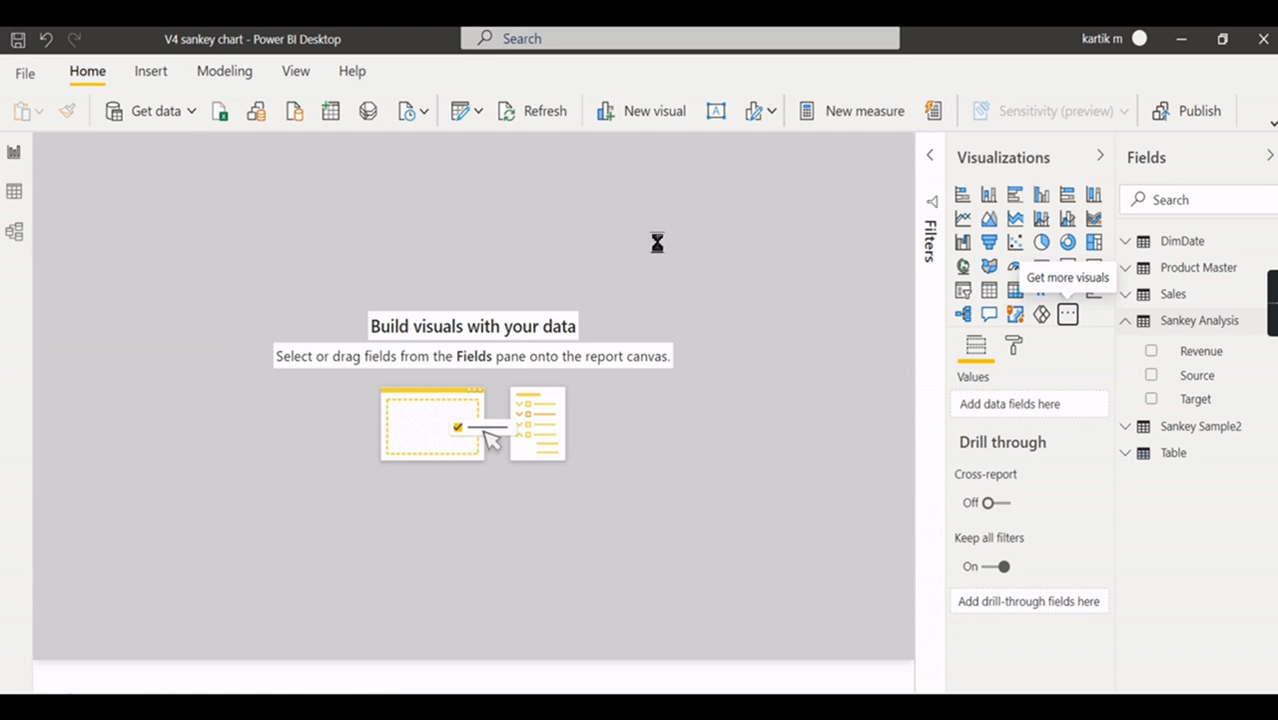 V4 sankey chart - Power BI Desktop
Search
kartik m
File
Home
Insert
Modeling
View
Help
Get data
Refresh
New visual
New measure
Sensitivity (preview)
Publish
Build visuals with your data
Select or drag fields from the Fields pane onto the report canvas.
Filters
Visualizations
Get more visuals
Values
Add data fields here
Drill through
Cross-report
Off
Keep all filters
On
Add drill-through fields here
Fields
Search
DimDate
Product Master
Sales
Sankey Analysis
Revenue
Source
Target
Sankey Sample2
Table